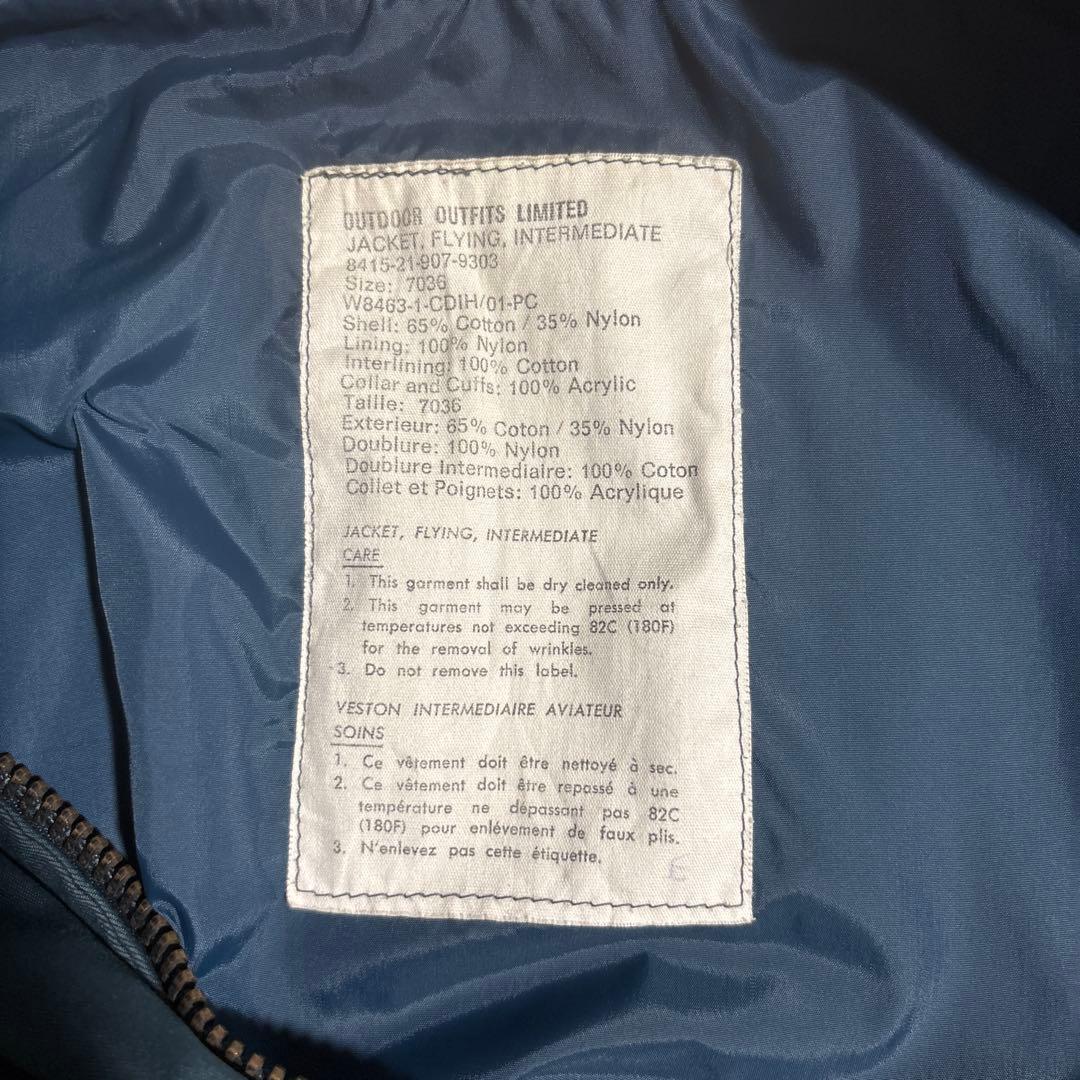 OUTDOOR OUTFITS LIMITED
JACKET, FLYING, INTERMEDIATE
8415-21-907-9303
Size: 7036
W8463-1-CDIH/01-PC
Shell: 65% Cotton / 35% Nylon
Lining: 100% Nylon
Interlining: 100% Cotton
Collar and Cuffs: 100% Acrylic
Taille: 7036
Exterieur: 65% Coton / 35% Nylon
Doublure: 100% Nylon
Doublure Intermediaire: 100% Coton
Collet et Poignets: 100% Acrylique
JACKET, FLYING, INTERMEDIATE
CARE
1. This garment shall be dry cleaned only.
2. This garment may be pressed at
temperatures not exceeding 82C (180F)
for the removal of wrinkles.
3. Do not remove this label.
VESTON INTERMEDIAIRE AVIATEUR
SOINS
1. Ce vêtement doit être nettoyé à sec.
2. Ce vêtement doit être repassé à une
température ne dépassant pas 82C
(180F) pour enlévement de faux plis.
3. N'enlevez pas cette étiquette.
E